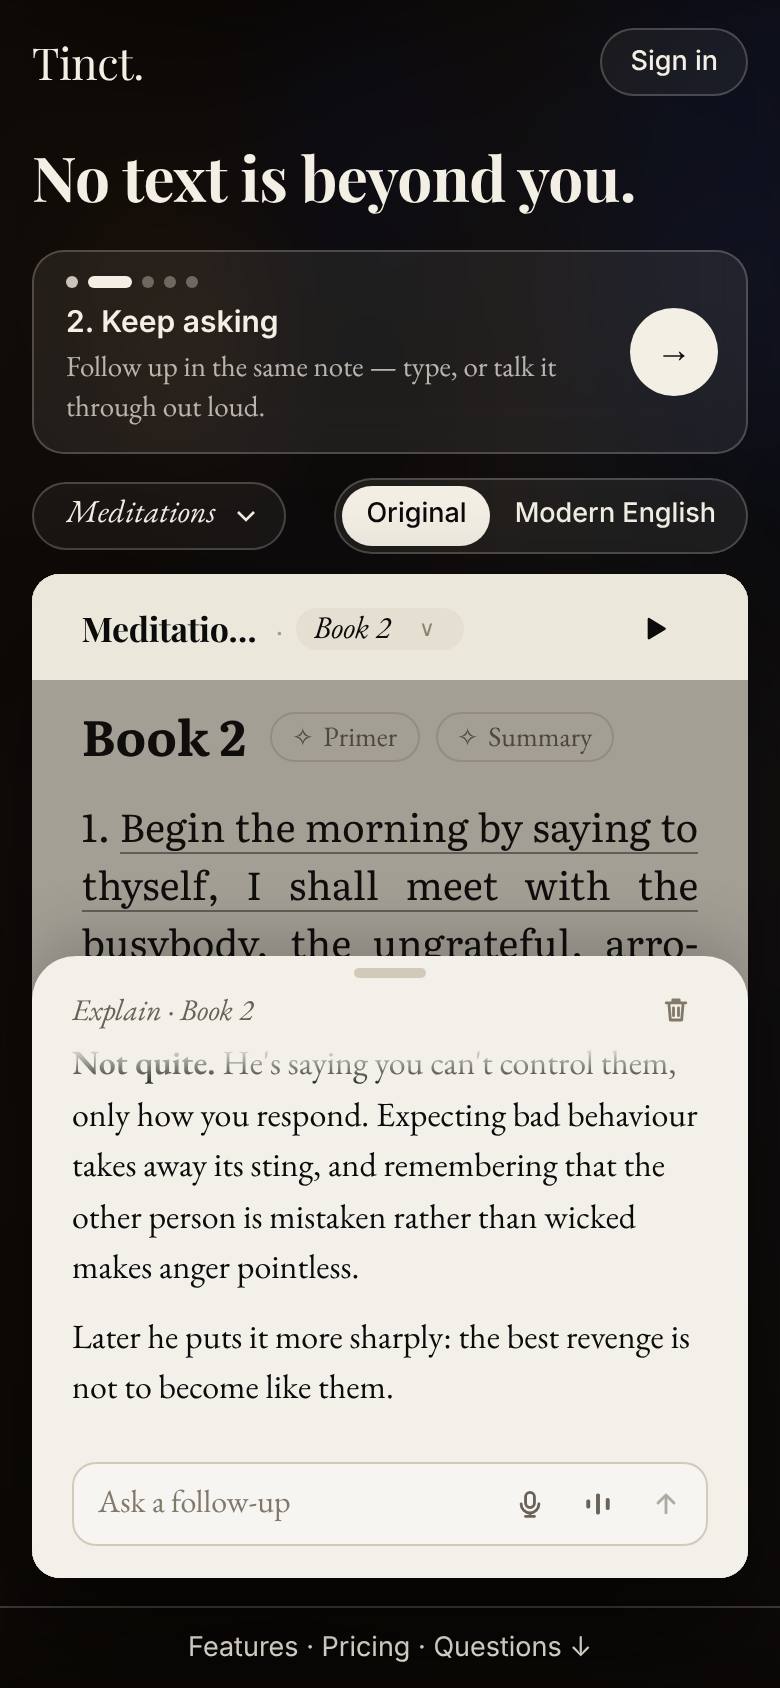 Tinct.
Sign in
No text is beyond you.
2. Keep asking
Follow up in the same note — type, or talk it
through out loud.
→
Meditations
Original
Modern English
Meditatio... · Book 2 ∨
Book 2
✧ Primer
✧ Summary
1. Begin the morning by saying to
thyself, I shall meet with the
busybody, the ungrateful, arro-
Explain · Book 2
Not quite. He's saying you can't control them,
only how you respond. Expecting bad behaviour
takes away its sting, and remembering that the
other person is mistaken rather than wicked
makes anger pointless.
Later he puts it more sharply: the best revenge is
not to become like them.
Ask a follow-up
Features · Pricing · Questions ↓